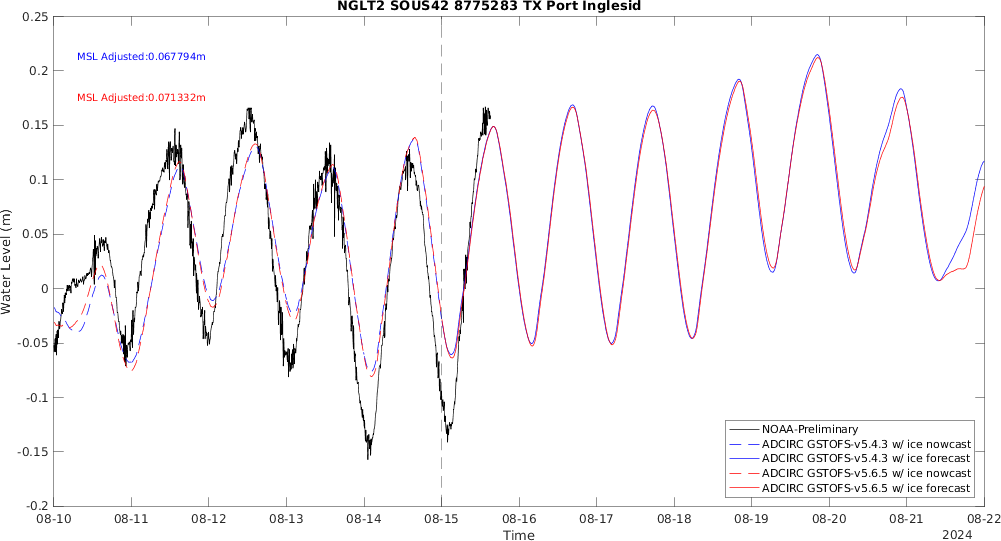 NGLT2 SOUS42 8775283 TX Port Inglesid
0.25
MSL Adjusted:0.067794m
0.2
MSL Adjusted:0.071332m
0.15
0.1
0.05
Water Level (m)
0
-0.05
-0.1
-0.15
-0.2
NOAA-Preliminary
ADCIRC GSTOFS-v5.4.3 w/ ice nowcast
ADCIRC GSTOFS-v5.4.3 w/ ice forecast
ADCIRC GSTOFS-v5.6.5 w/ ice nowcast
ADCIRC GSTOFS-v5.6.5 w/ ice forecast
08-10 08-11 08-12 08-13 08-14 08-15 08-16 08-17 08-18 08-19 08-20 08-21 08-22
Time
2024